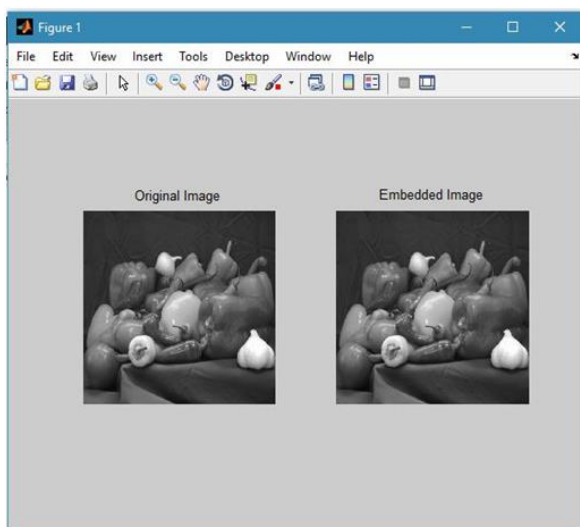 Figure 1
File Edit View Insert Tools Desktop Window Help
Original Image
Embedded Image